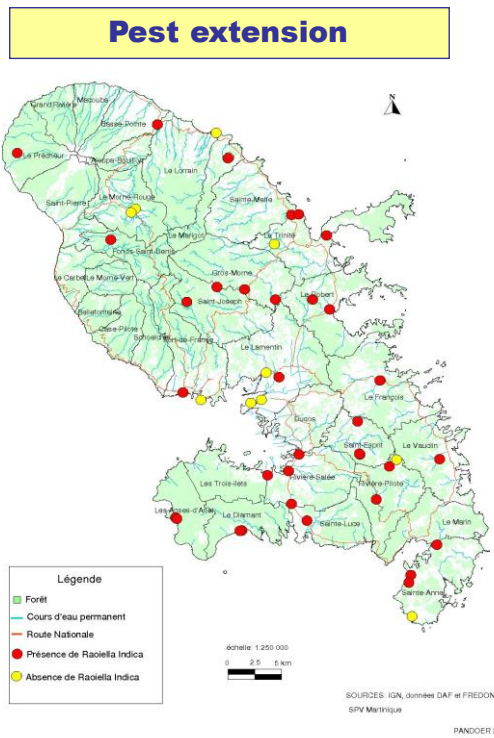 Pest extension
N
Grand Rivière
Macouba
Basse-Pointe
Le Prêcheur
Ajoupa-Bouillon
Le Lorrain
Le Morne-Rouge
Saint-Pierre
Sainte-Marie
Le Marigot
La Trinité
Fonds-Saint-Denis
Gros-Morne
Le Carbet
Le Morne-Vert
Saint-Joseph
Le Robert
Bellefontaine
Case-Pilote
Schoelcher
Fort-de-France
Le Lamentin
Le François
Ducos
Saint-Esprit
Le Vauclin
Les Trois-Ilets
Rivière-Salée
Rivière-Pilote
Les Anses-d'Arlet
Le Diamant
Sainte-Luce
Le Marin
Sainte-Anne
Légende
Forêt
Cours d'eau permanent
Route Nationale
Présence de Raoiella Indica
Absence de Raoiella Indica
échelle: 1:250 000
0 2.5 5 km
SOURCES: IGN, données DAF et FREDON
SPV Martinique
PANDOER